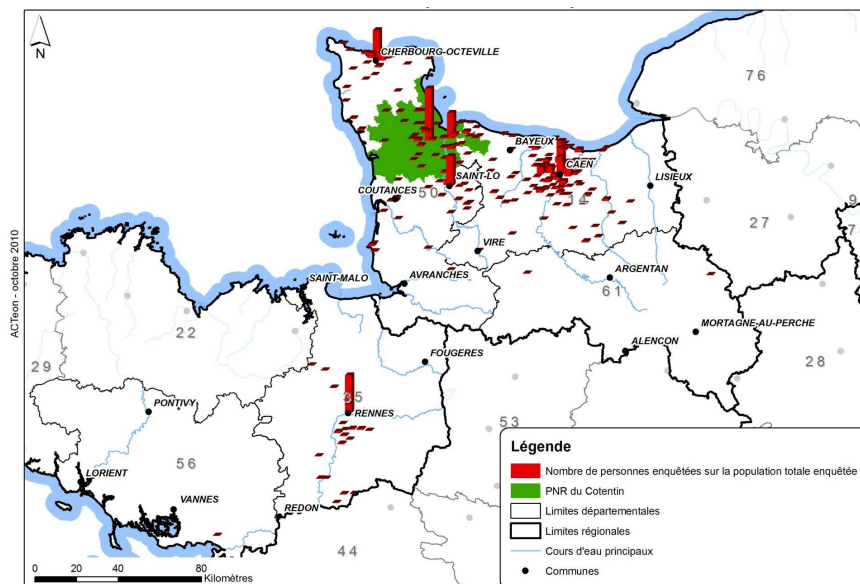 N
CHERBOURG-OCTEVILLE
76
BAYEUX
CAEN
SAINT-LO
LISIEUX
COUTANCES
50
14
27
9
7
VIRE
SAINT-MALO
AVRANCHES
ARGENTAN
61
ACTeon - octobre 2010
22
MORTAGNE-AU-PERCHE
ALENCON
FOUGERES
29
28
35
PONTIVY
RENNES
53
56
LORIENT
VANNES
REDON
44
Légende
Nombre de personnes enquêtées sur la population totale enquêtée
PNR du Cotentin
Limites départementales
Limites régionales
Cours d'eau principaux
Communes
0 20 40 80
Kilomètres